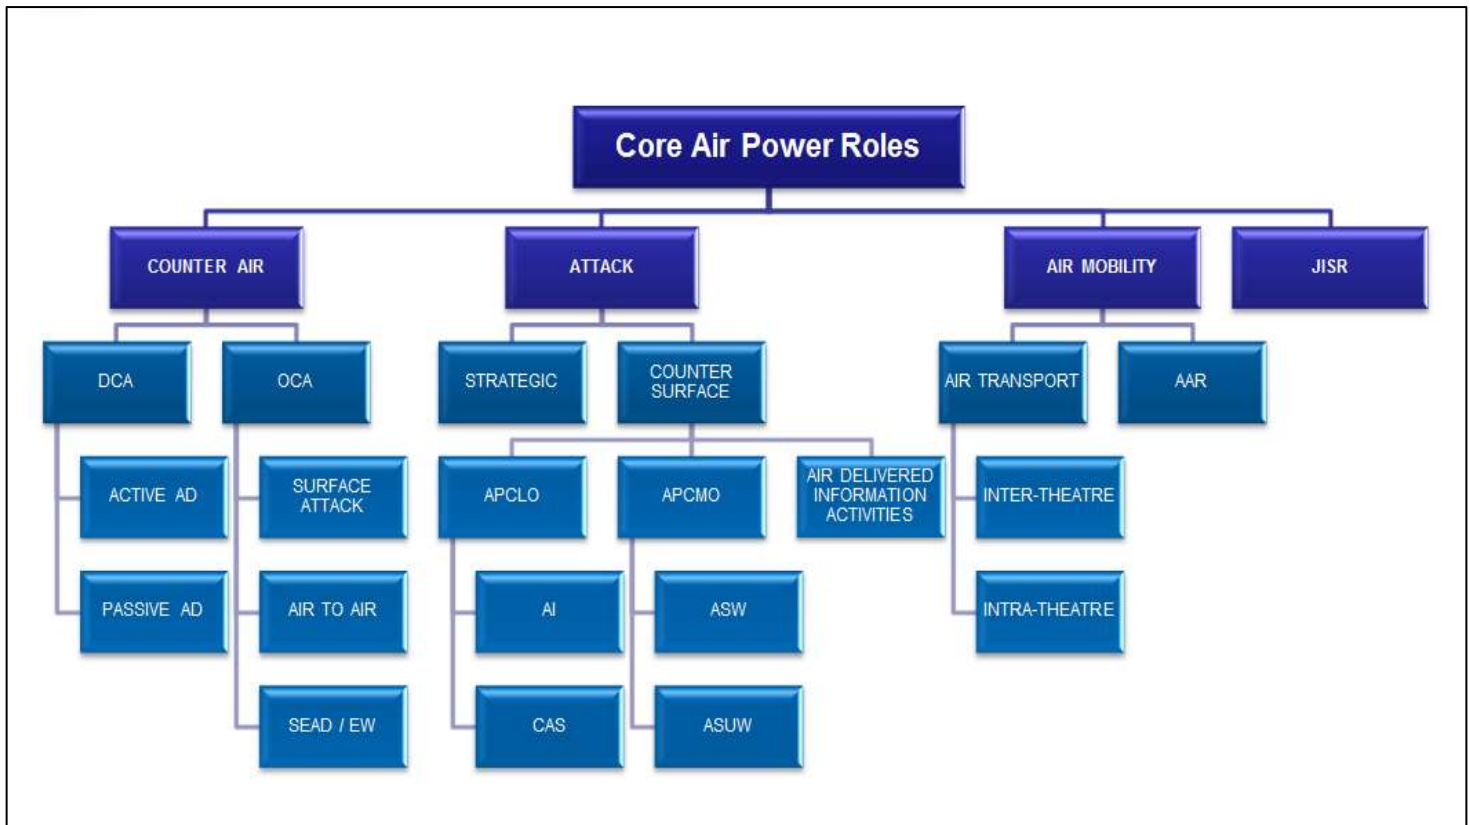 Core Air Power Roles
COUNTER AIR
ATTACK
AIR MOBILITY
JISR
DCA
OCA
STRATEGIC
COUNTER
SURFACE
AIR TRANSPORT
AAR
ACTIVE AD
SURFACE
ATTACK
APCLO
APCMO
AIR DELIVERED
INFORMATION
ACTIVITIES
INTER-THEATRE
PASSIVE AD
AIR TO AIR
AI
ASW
INTRA-THEATRE
SEAD / EW
CAS
ASUW